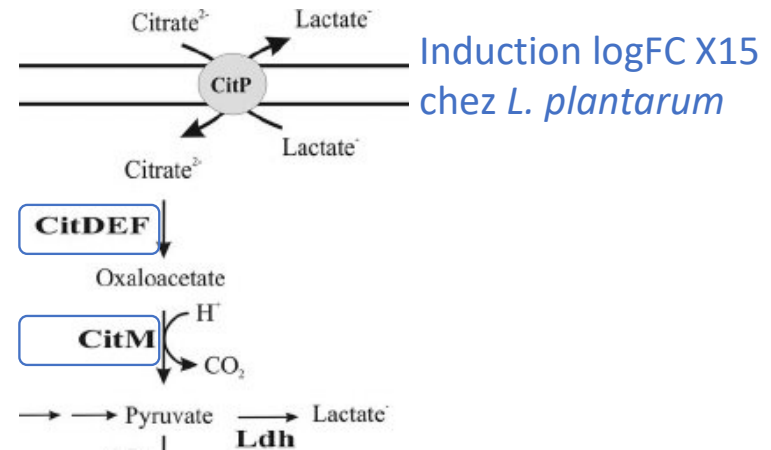 Citrate²⁻ Lactate⁻
Induction logFC X15
CitP
chez L. plantarum
Lactate⁻
Citrate²⁻
CitDEF
Oxaloacetate
H⁺
CitM
CO₂
Pyruvate Lactate⁻
Ldh